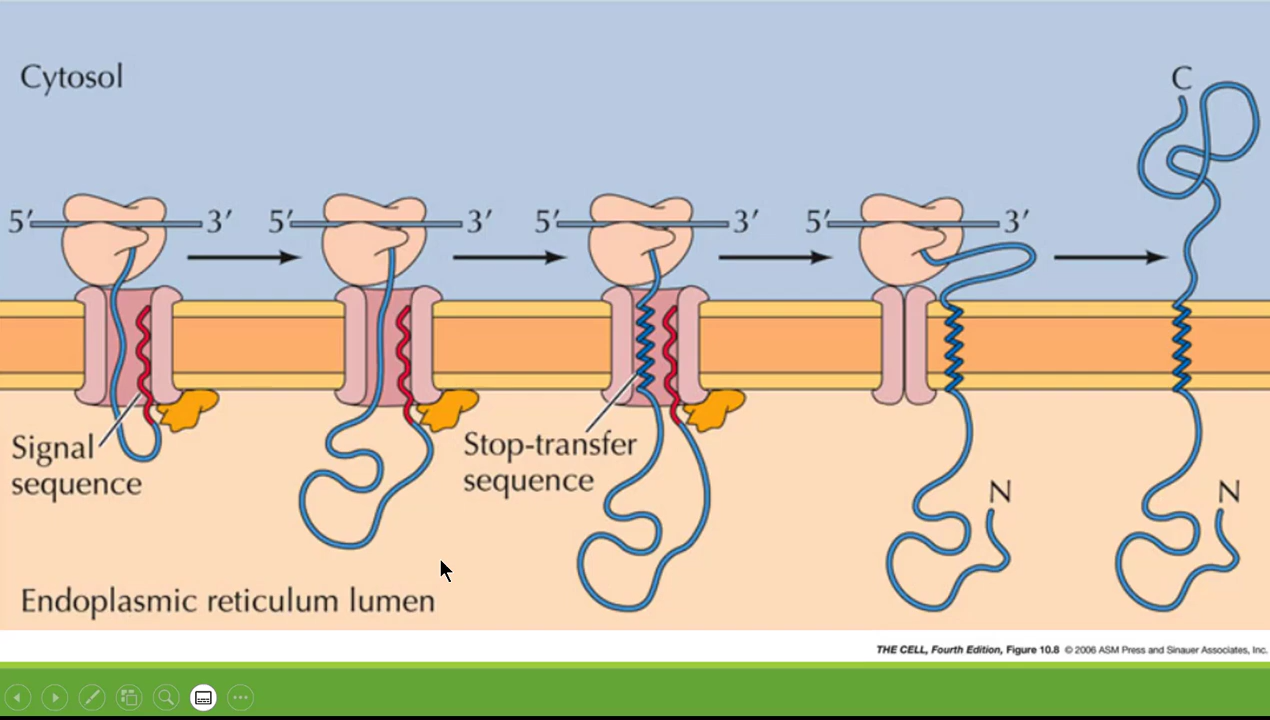 Cytosol
C
5′ 3′ 5′ 3′ 5′ 3′ 5′ 3′
Signal
sequence
Stop-transfer
sequence
N N
Endoplasmic reticulum lumen
THE CELL, Fourth Edition, Figure 10.8 © 2006 ASM Press and Sinauer Associates, Inc.